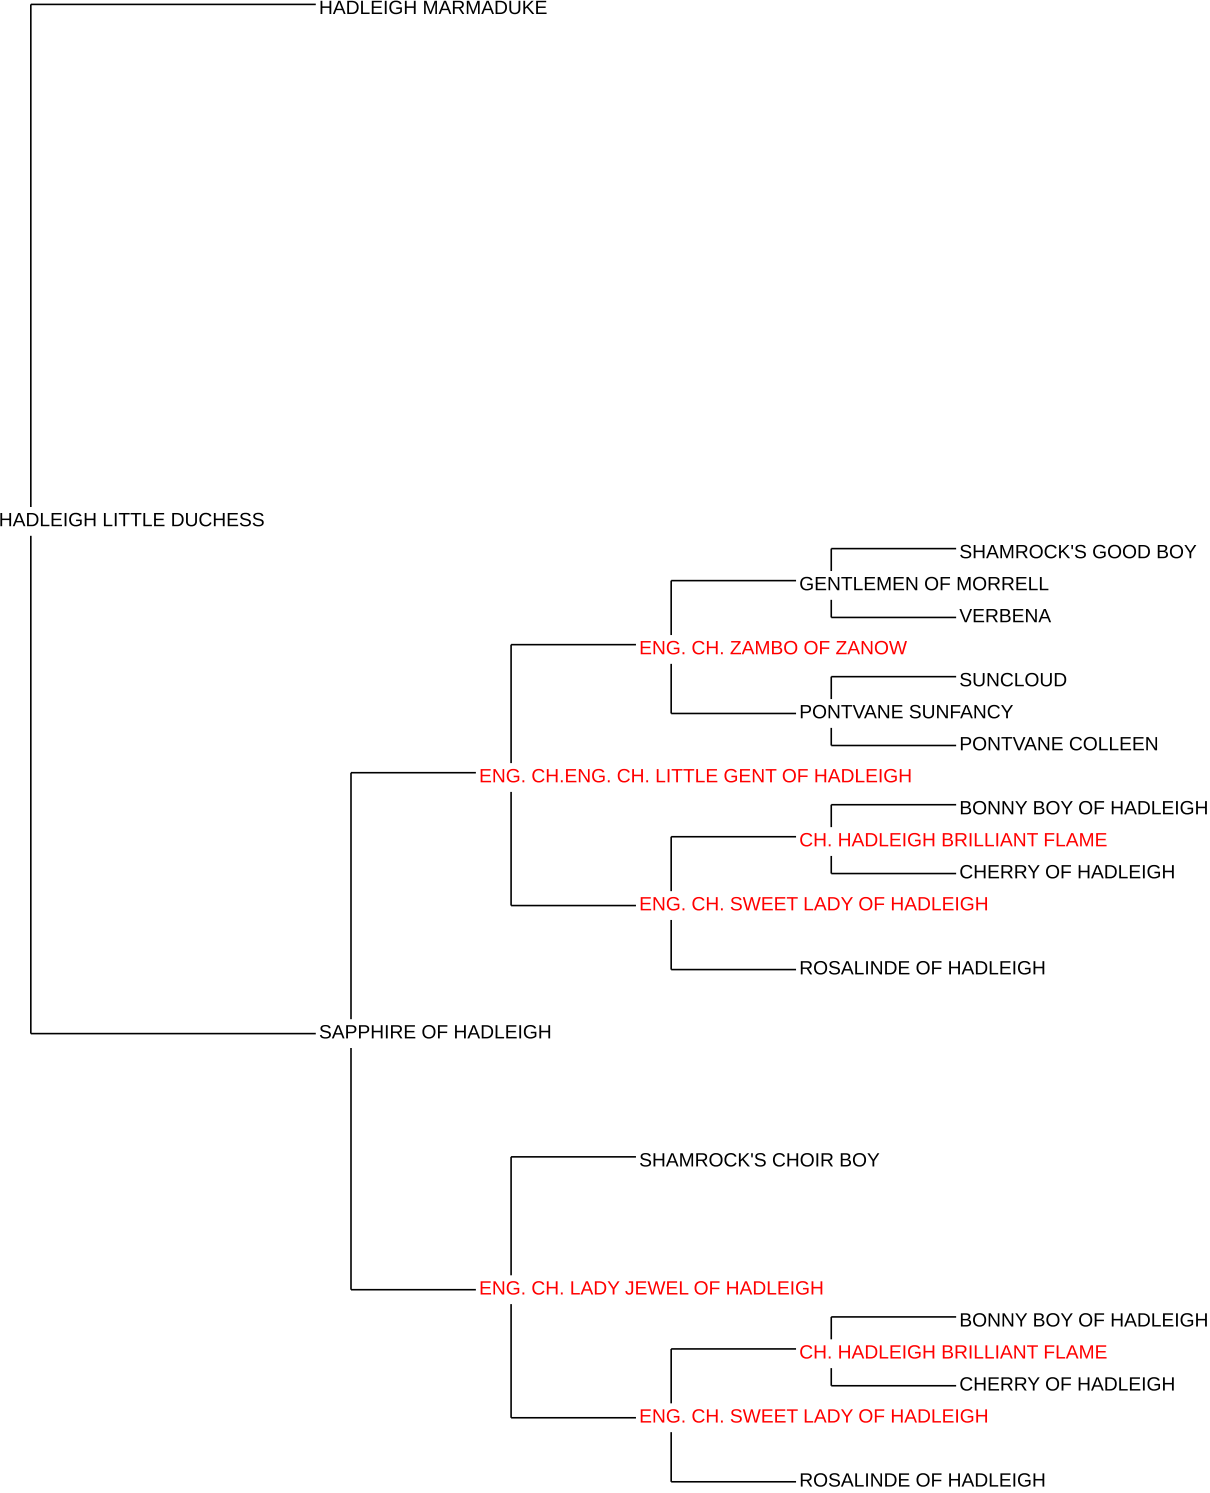 HADLEIGH MARMADUKE
HADLEIGH LITTLE DUCHESS
SHAMROCK'S GOOD BOY
GENTLEMEN OF MORRELL
VERBENA
ENG. CH. ZAMBO OF ZANOW
SUNCLOUD
PONTVANE SUNFANCY
PONTVANE COLLEEN
ENG. CH.ENG. CH. LITTLE GENT OF HADLEIGH
BONNY BOY OF HADLEIGH
CH. HADLEIGH BRILLIANT FLAME
CHERRY OF HADLEIGH
ENG. CH. SWEET LADY OF HADLEIGH
ROSALINDE OF HADLEIGH
SAPPHIRE OF HADLEIGH
SHAMROCK'S CHOIR BOY
ENG. CH. LADY JEWEL OF HADLEIGH
BONNY BOY OF HADLEIGH
CH. HADLEIGH BRILLIANT FLAME
CHERRY OF HADLEIGH
ENG. CH. SWEET LADY OF HADLEIGH
ROSALINDE OF HADLEIGH